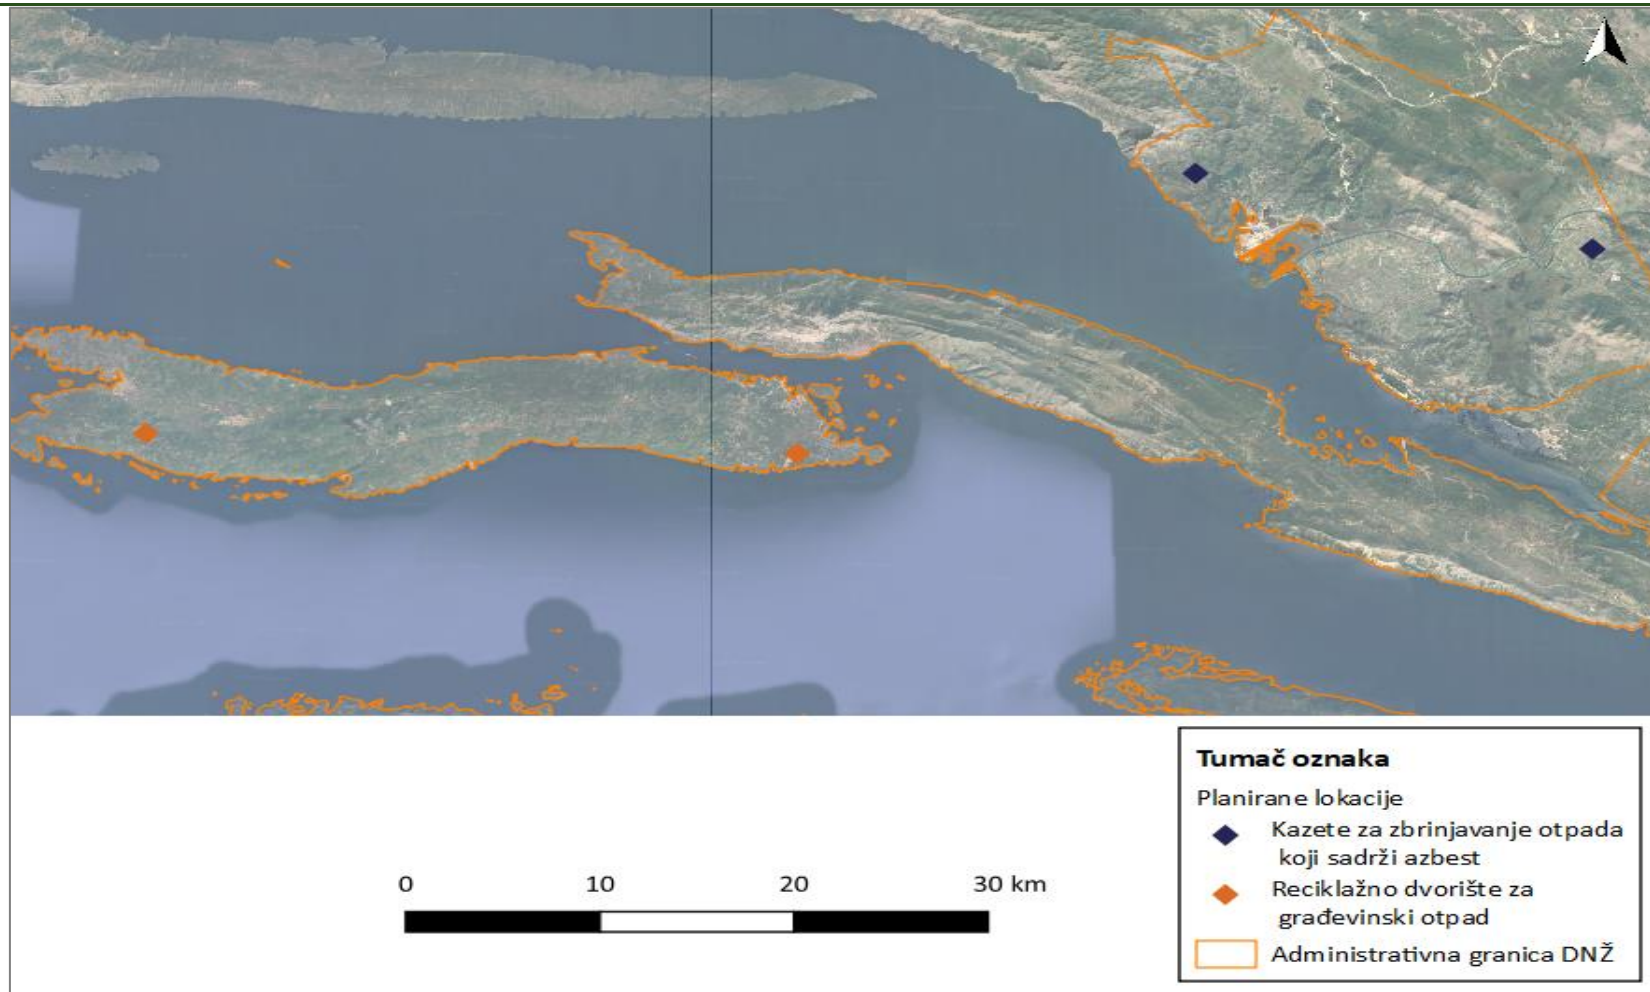 Tumač oznaka
Planirane lokacije
Kazete za zbrinjavanje otpada
koji sadrži azbest
Reciklažno dvorište za
građevinski otpad
Administrativna granica DNŽ
0 10 20 30 km